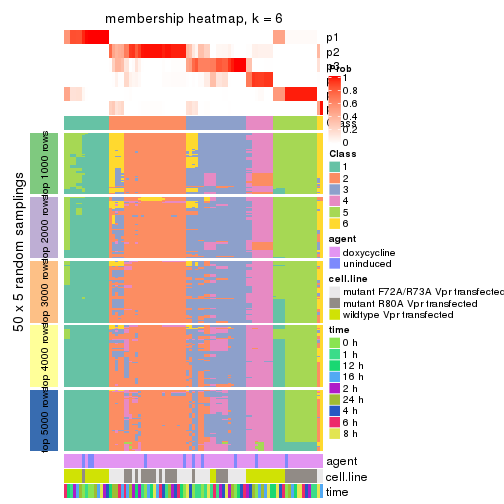 membership heatmap, k = 6
p1
p2
p3
Prob
1
0.8
0.6
0.4
0.2
0
Class
1
2
3
4
5
6
agent
doxycycline
uninduced
cell.line
mutant F72A/R73A Vpr transfected
mutant R80A Vpr transfected
wildtype Vpr transfected
time
0 h
1 h
12 h
16 h
2 h
24 h
4 h
6 h
8 h
50 x 5 random samplings
top 1000 rows
top 2000 rows
top 3000 rows
top 4000 rows
top 5000 rows
agent
cell.line
time